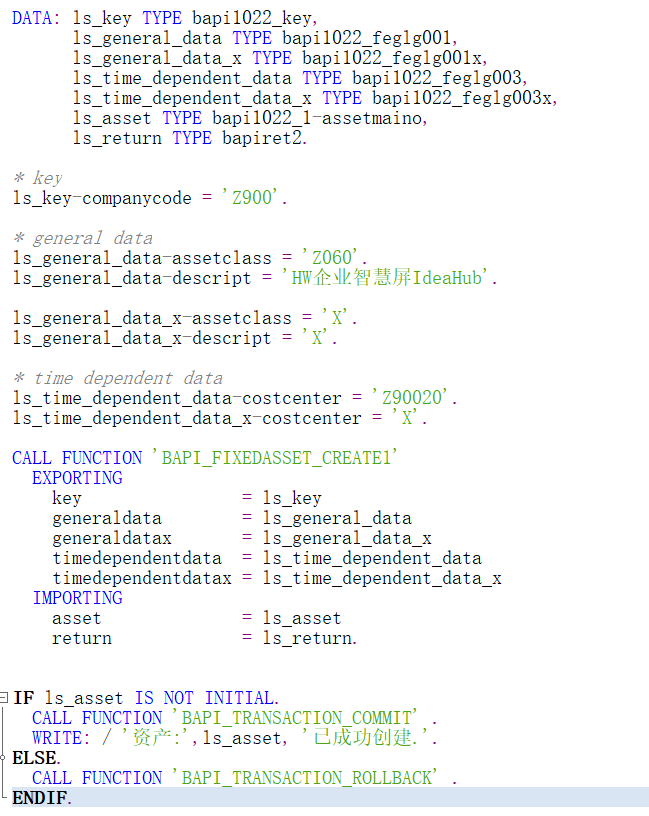 DATA: ls_key TYPE bapi1022_key,
ls_general_data TYPE bapi1022_feglg001,
ls_general_data_x TYPE bapi1022_feglg001x,
ls_time_dependent_data TYPE bapi1022_feglg003,
ls_time_dependent_data_x TYPE bapi1022_feglg003x,
ls_asset TYPE bapi1022_1-assetmaino,
ls_return TYPE bapiret2.
* key
ls_key-companycode = 'Z900'.
* general data
ls_general_data-assetclass = 'Z060'.
ls_general_data-descript = 'HW企业智慧屏IdeaHub'.
ls_general_data_x-assetclass = 'X'.
ls_general_data_x-descript = 'X'.
* time dependent data
ls_time_dependent_data-costcenter = 'Z90020'.
ls_time_dependent_data_x-costcenter = 'X'.
CALL FUNCTION 'BAPI_FIXEDASSET_CREATE1'
EXPORTING
key = ls_key
generaldata = ls_general_data
generaldatax = ls_general_data_x
timedependentdata = ls_time_dependent_data
timedependentdatax = ls_time_dependent_data_x
IMPORTING
asset = ls_asset
return = ls_return.
IF ls_asset IS NOT INITIAL.
CALL FUNCTION 'BAPI_TRANSACTION_COMMIT' .
WRITE: / '资产:',ls_asset, '已成功创建.'.
ELSE.
CALL FUNCTION 'BAPI_TRANSACTION_ROLLBACK' .
ENDIF.